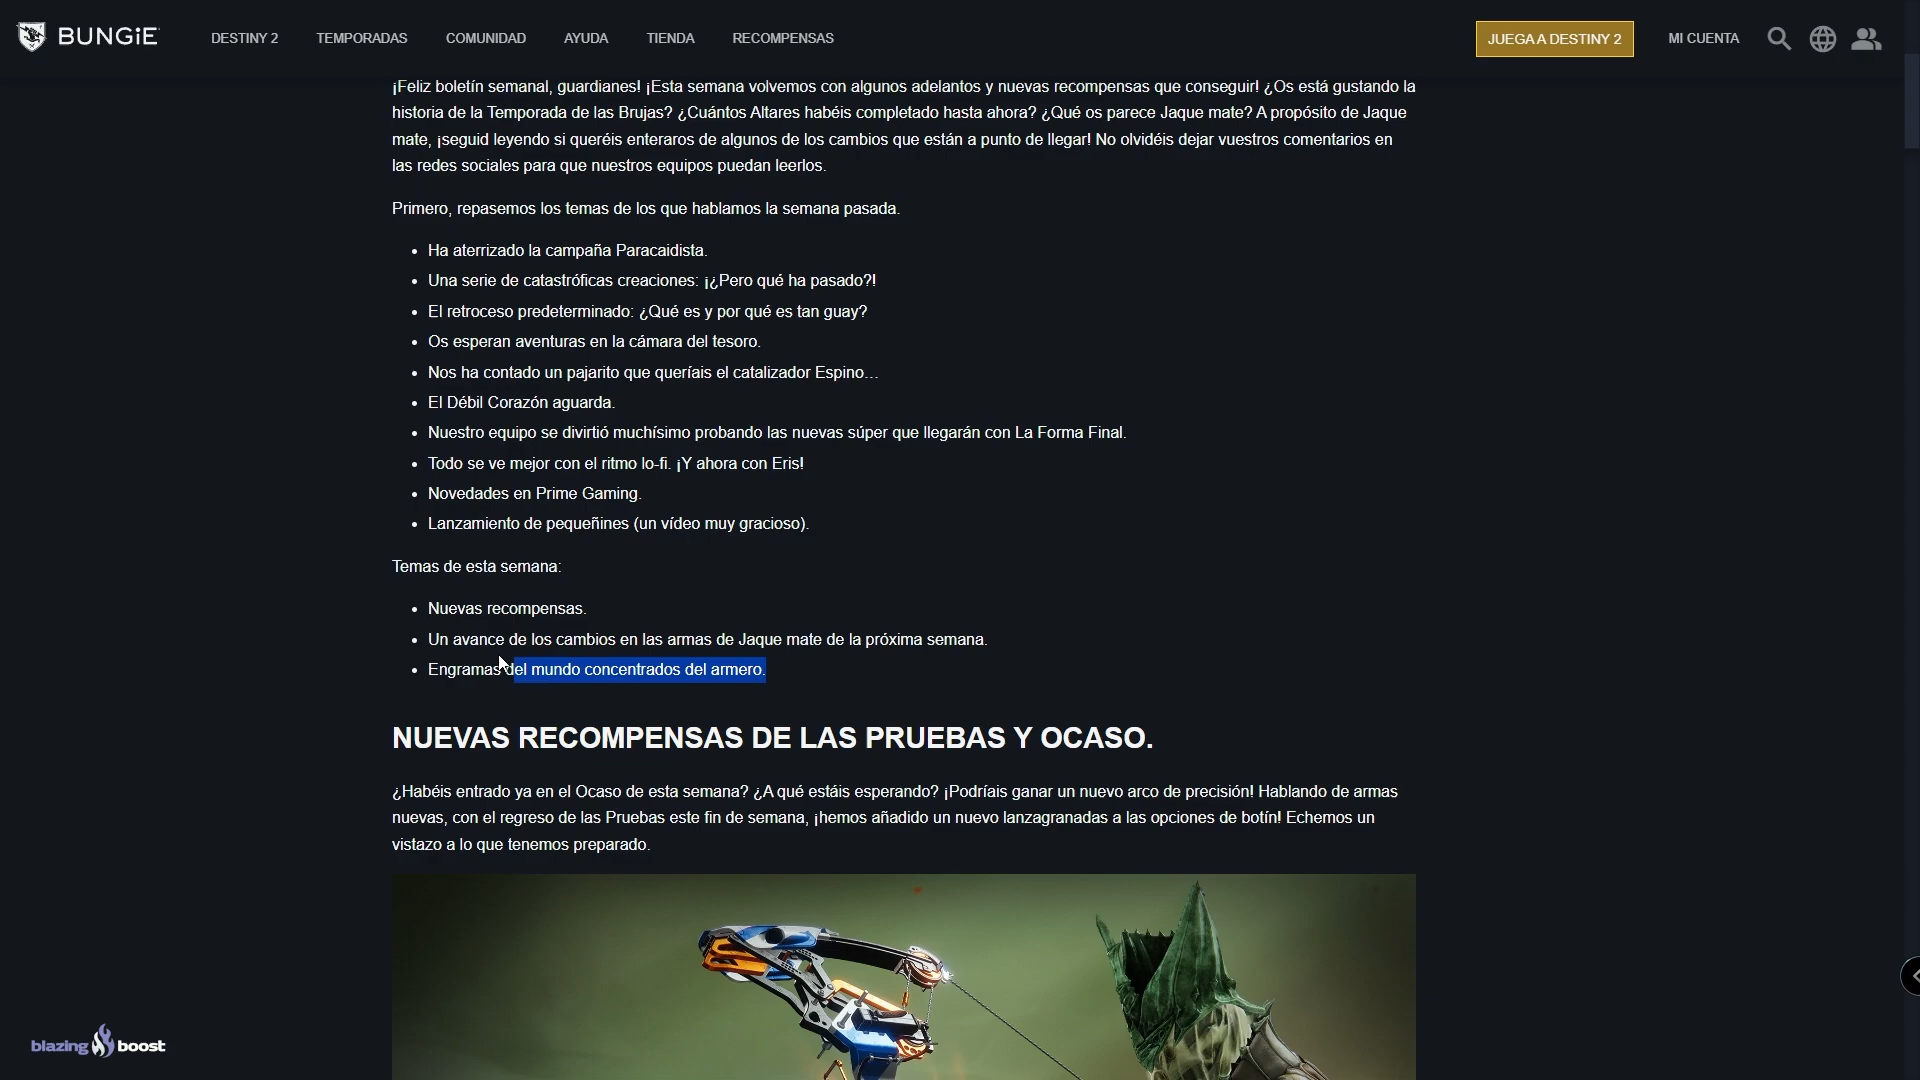 BUNGiE
DESTINY 2 TEMPORADAS COMUNIDAD AYUDA TIENDA RECOMPENSAS
JUEGA A DESTINY 2 MI CUENTA
¡Feliz boletín semanal, guardianes! ¡Esta semana volvemos con algunos adelantos y nuevas recompensas que conseguir! ¿Os está gustando la
historia de la Temporada de las Brujas? ¿Cuántos Altares habéis completado hasta ahora? ¿Qué os parece Jaque mate? A propósito de Jaque
mate, ¡seguid leyendo si queréis enteraros de algunos de los cambios que están a punto de llegar! No olvidéis dejar vuestros comentarios en
las redes sociales para que nuestros equipos puedan leerlos.
Primero, repasemos los temas de los que hablamos la semana pasada.
• Ha aterrizado la campaña Paracaidista.
• Una serie de catastróficas creaciones: ¡¿Pero qué ha pasado?!
• El retroceso predeterminado: ¿Qué es y por qué es tan guay?
• Os esperan aventuras en la cámara del tesoro.
• Nos ha contado un pajarito que queríais el catalizador Espino…
• El Débil Corazón aguarda.
• Nuestro equipo se divirtió muchísimo probando las nuevas súper que llegarán con La Forma Final.
• Todo se ve mejor con el ritmo lo-fi. ¡Y ahora con Eris!
• Novedades en Prime Gaming.
• Lanzamiento de pequeñines (un vídeo muy gracioso).
Temas de esta semana:
• Nuevas recompensas.
• Un avance de los cambios en las armas de Jaque mate de la próxima semana.
• Engramas del mundo concentrados del armero.
NUEVAS RECOMPENSAS DE LAS PRUEBAS Y OCASO.
¿Habéis entrado ya en el Ocaso de esta semana? ¿A qué estáis esperando? ¡Podríais ganar un nuevo arco de precisión! Hablando de armas
nuevas, con el regreso de las Pruebas este fin de semana, ¡hemos añadido un nuevo lanzagranadas a las opciones de botín! Echemos un
vistazo a lo que tenemos preparado.
blazing boost